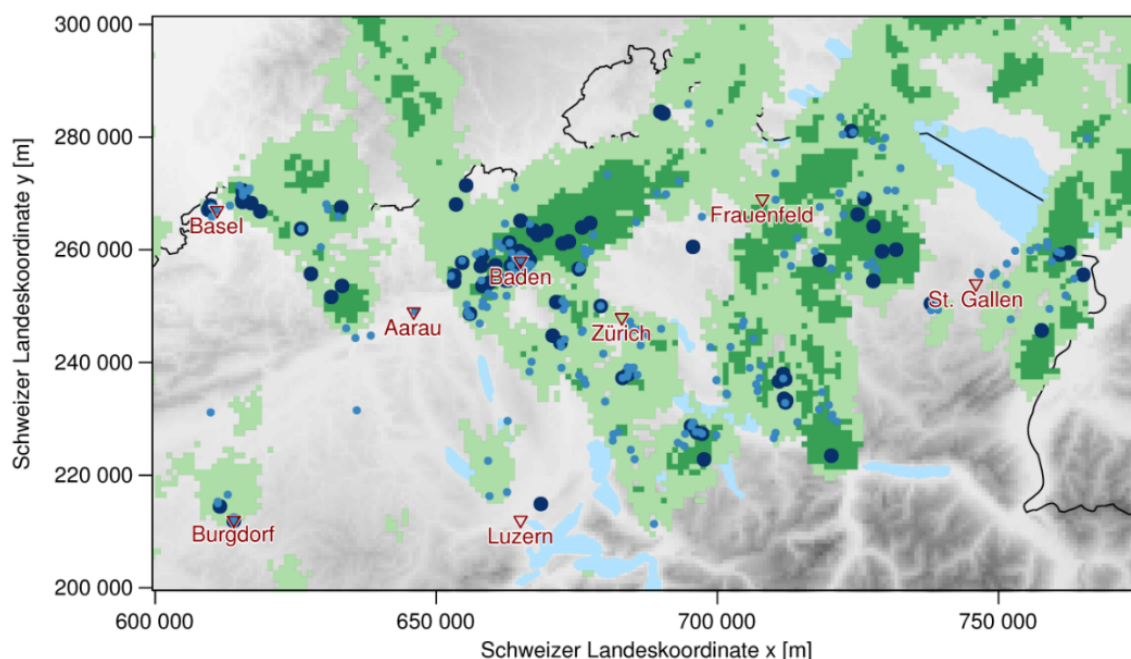 300 000
280 000
260 000
240 000
220 000
200 000
Schweizer Landeskoordinate y [m]
Basel
Frauenfeld
Baden
St. Gallen
Aarau
Zürich
Burgdorf
Luzern
600 000
650 000
700 000
750 000
Schweizer Landeskoordinate x [m]